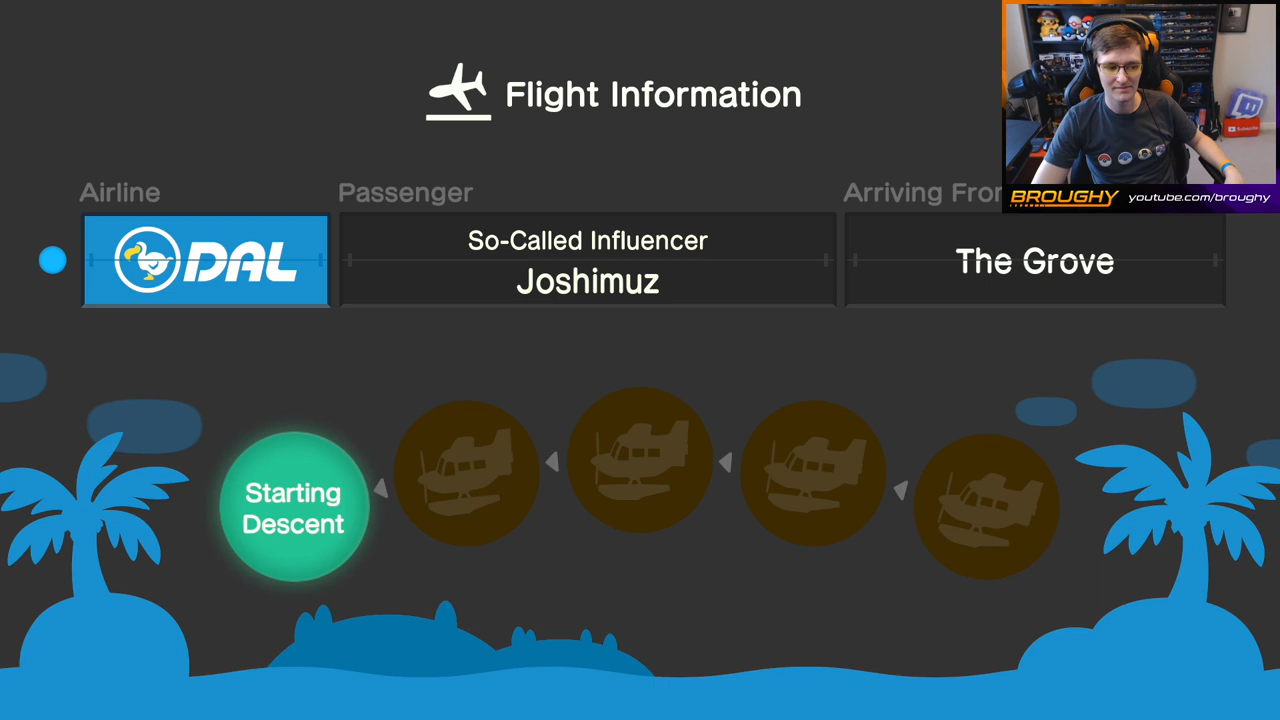 Flight Information
Airline
Passenger
Arriving From
DAL
So-Called Influencer
Joshimuz
The Grove
Starting
Descent
BROUGHY
youtube.com/broughy